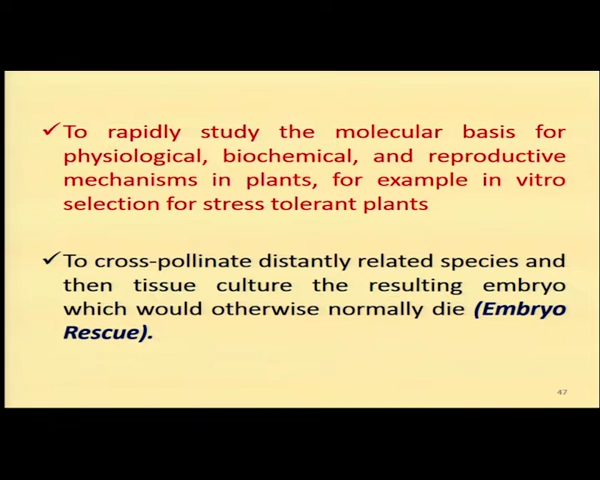 ✓To rapidly study the molecular basis for
physiological, biochemical, and reproductive
mechanisms in plants, for example in vitro
selection for stress tolerant plants
✓To cross-pollinate distantly related species and
then tissue culture the resulting embryo
which would otherwise normally die (Embryo
Rescue).
47